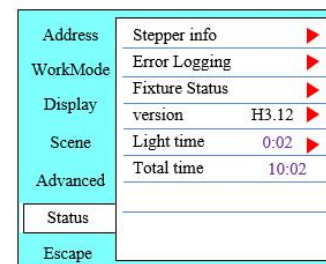 Address
WorkMode
Display
Scene
Advanced
Status
Escape
Stepper info
Error Logging
Fixture Status
version H3.12
Light time 0:02
Total time 10:02